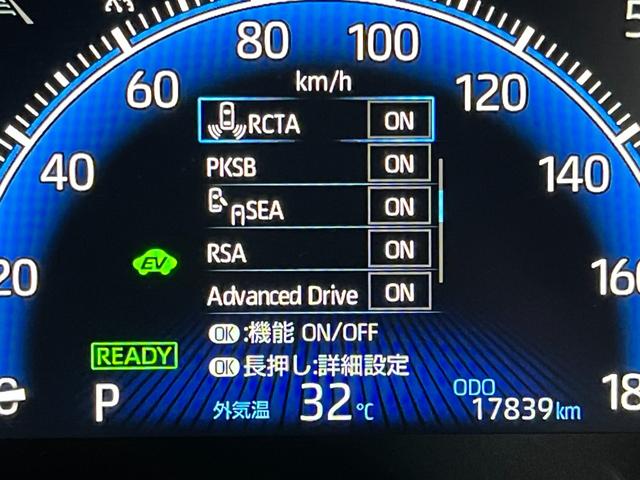 80 100
km/h
60 120
RCTA ON
PKSB ON
40 140
SEA ON
RSA ON
EV
20 160
Advanced Drive ON
OK:機能 ON/OFF
READY
OK長押し:詳細設定
P 外気温 32℃ ODO 17839km